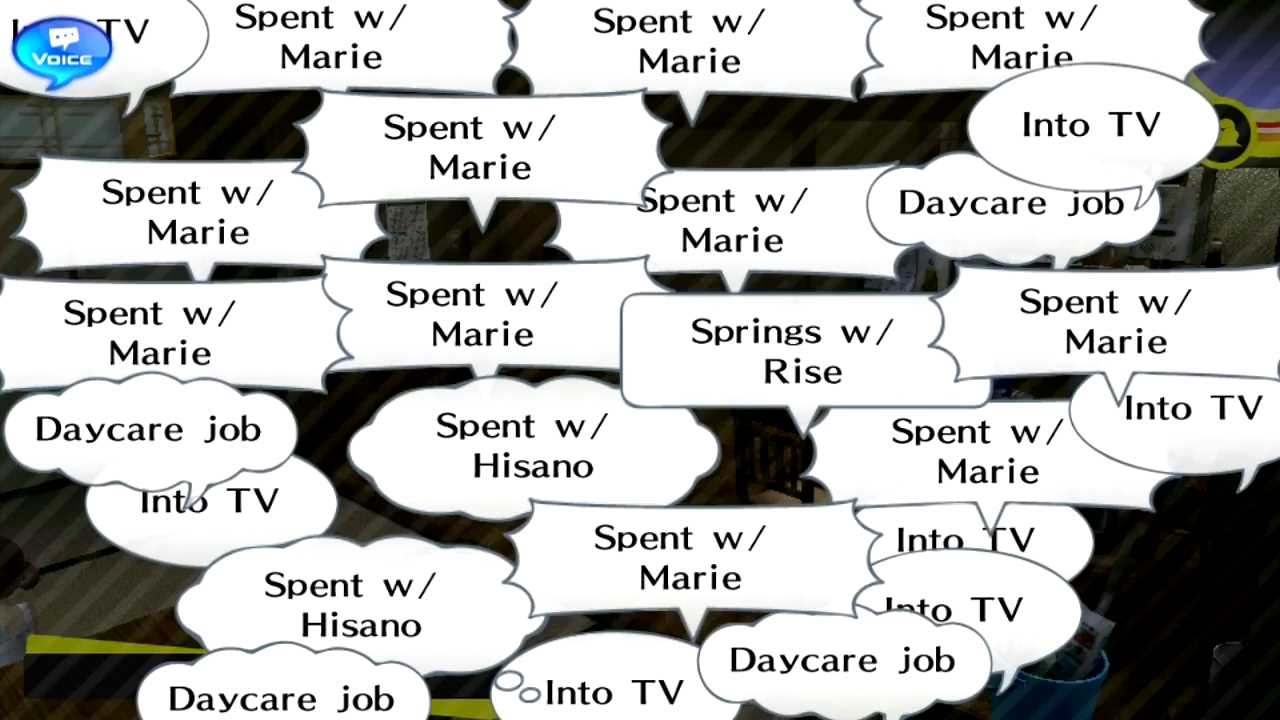 Into TV
VOICE
Spent w/
Marie
Spent w/
Marie
Spent w/
Marie
Spent w/
Marie
Into TV
Spent w/
Marie
Spent w/
Marie
Daycare job
Spent w/
Marie
Spent w/
Marie
Springs w/
Rise
Spent w/
Marie
Daycare job
Spent w/
Hisano
Spent w/
Marie
Into TV
Into TV
Spent w/
Marie
Into TV
Spent w/
Hisano
Into TV
Daycare job
Daycare job
Into TV